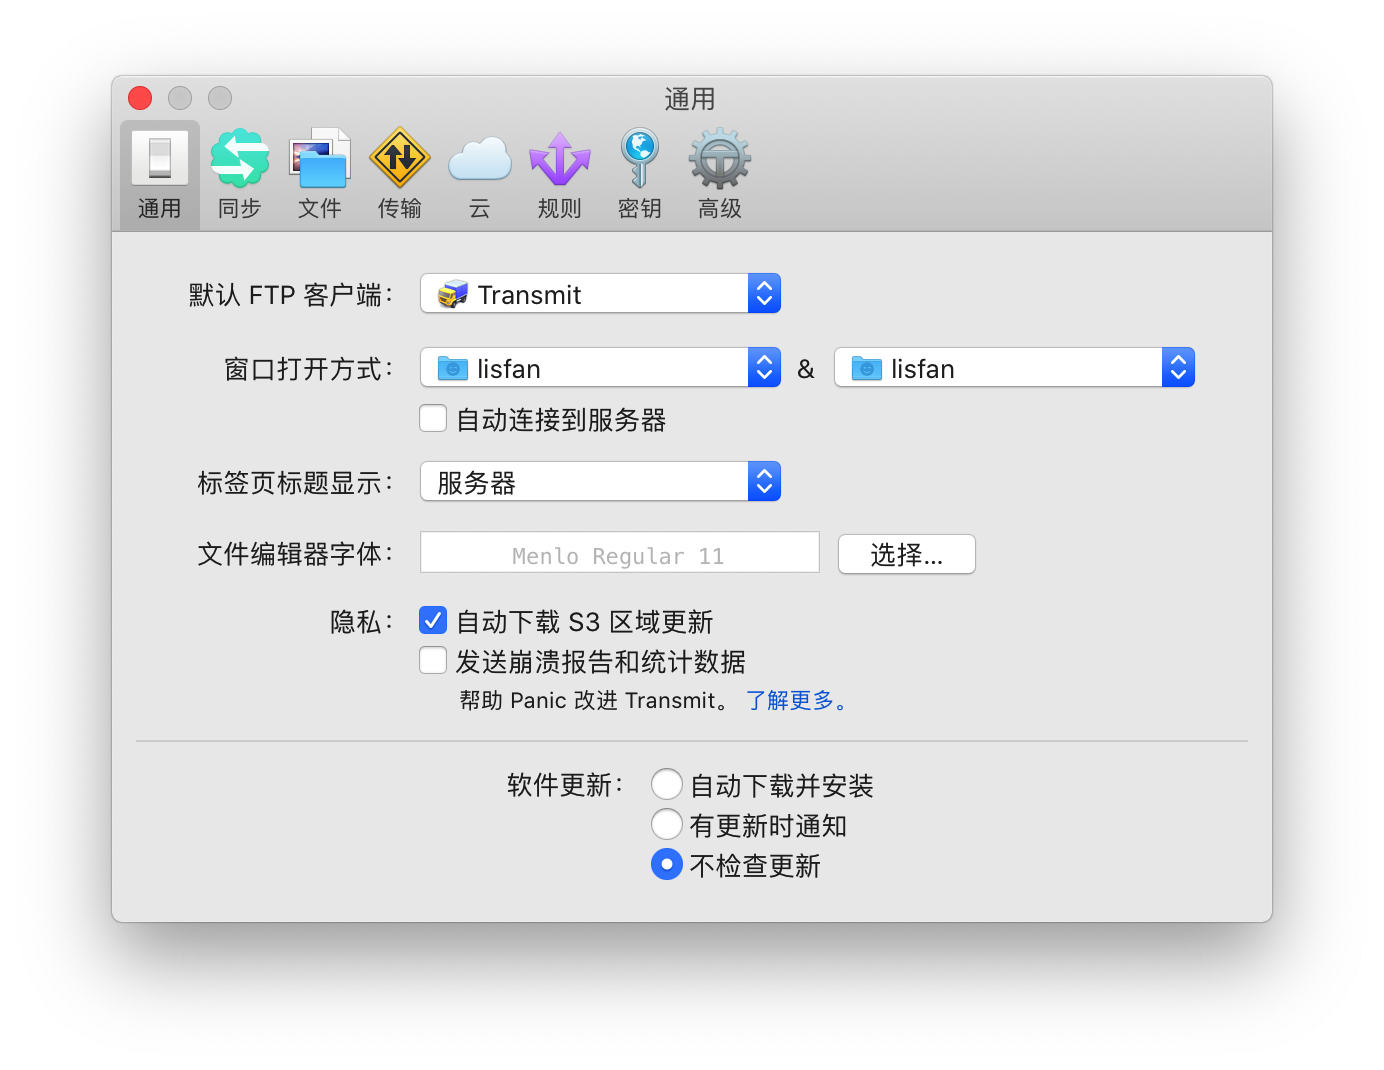 通用
通用 同步 文件 传输 云 规则 密钥 高级
默认 FTP 客户端： Transmit
窗口打开方式： lisfan & lisfan
自动连接到服务器
标签页标题显示： 服务器
文件编辑器字体： Menlo Regular 11 选择...
隐私： 自动下载 S3 区域更新
发送崩溃报告和统计数据
帮助 Panic 改进 Transmit。 了解更多。
软件更新： 自动下载并安装
有更新时通知
不检查更新